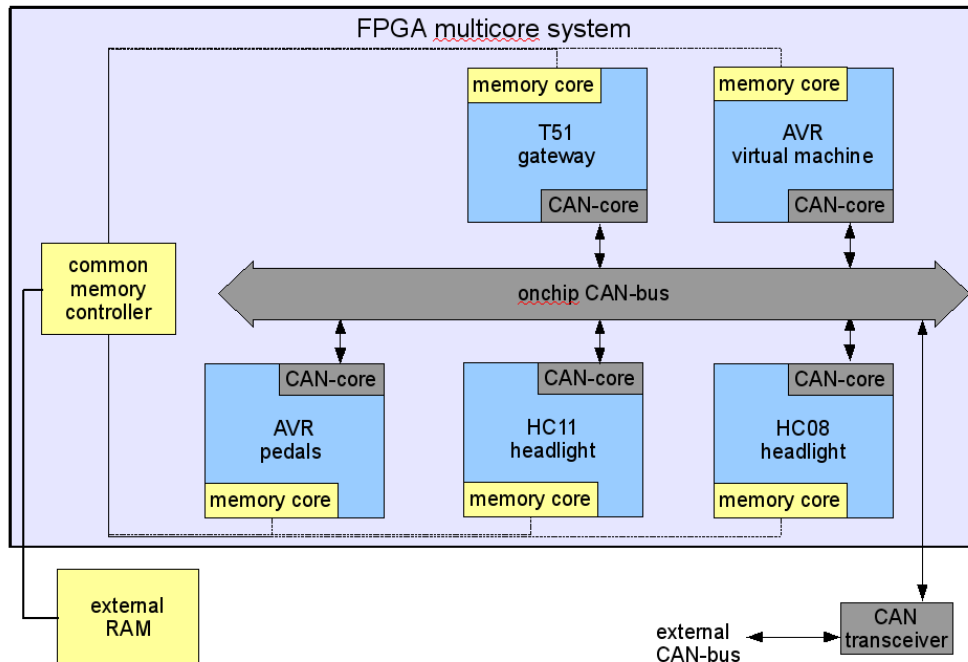 FPGA multicore system
memory core
T51
gateway
CAN-core
memory core
AVR
virtual machine
CAN-core
common
memory
controller
onchip CAN-bus
CAN-core
AVR
pedals
memory core
CAN-core
HC11
headlight
memory core
CAN-core
HC08
headlight
memory core
external
RAM
external
CAN-bus
CAN
transceiver